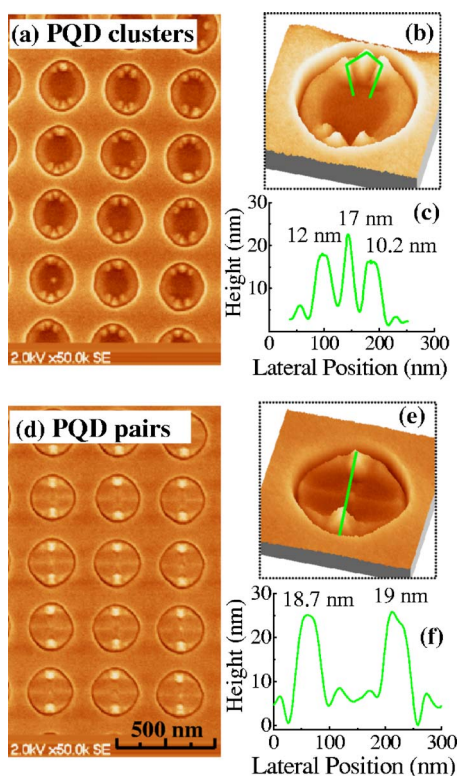 (a) PQD clusters
2.0kV x50.0k SE
(b)
(c)
Height (nm)
30
20
10
12 nm
17 nm
10.2 nm
0 100 200 300
Lateral Position (nm)
(d) PQD pairs
500 nm
2.0kV x50.0k SE
(e)
(f)
Height (nm)
30
20
10
0
18.7 nm
19 nm
0 100 200 300
Lateral Position (nm)